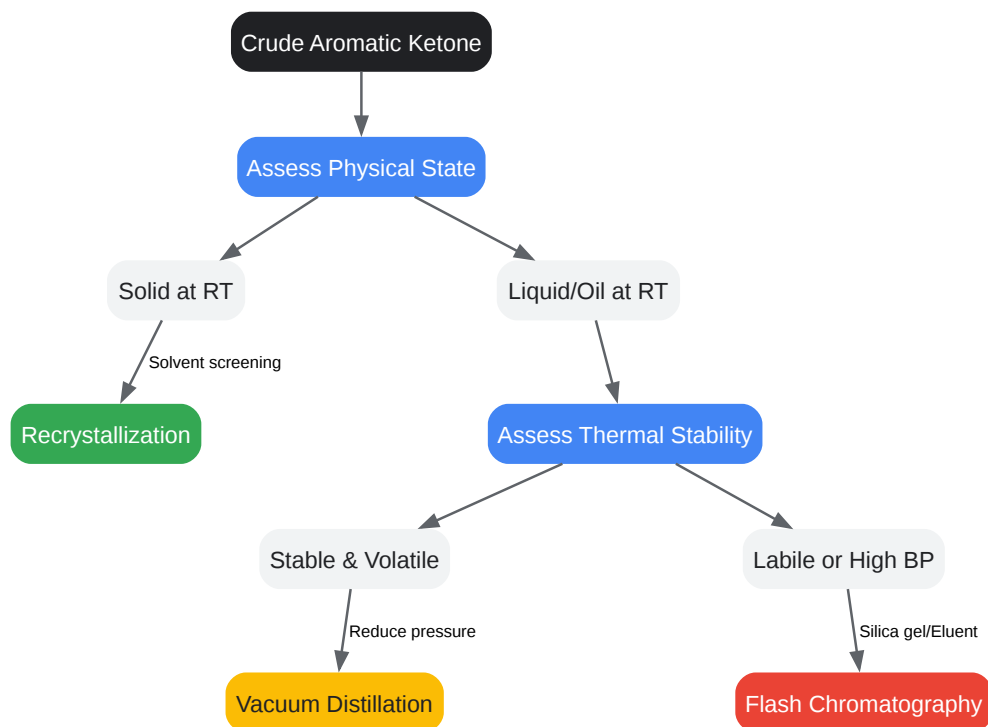 Crude Aromatic Ketone
Assess Physical State
Solid at RT
Liquid/Oil at RT
Solvent screening
Recrystallization
Assess Thermal Stability
Stable & Volatile
Labile or High BP
Reduce pressure
Silica gel/Eluent
Vacuum Distillation
Flash Chromatography